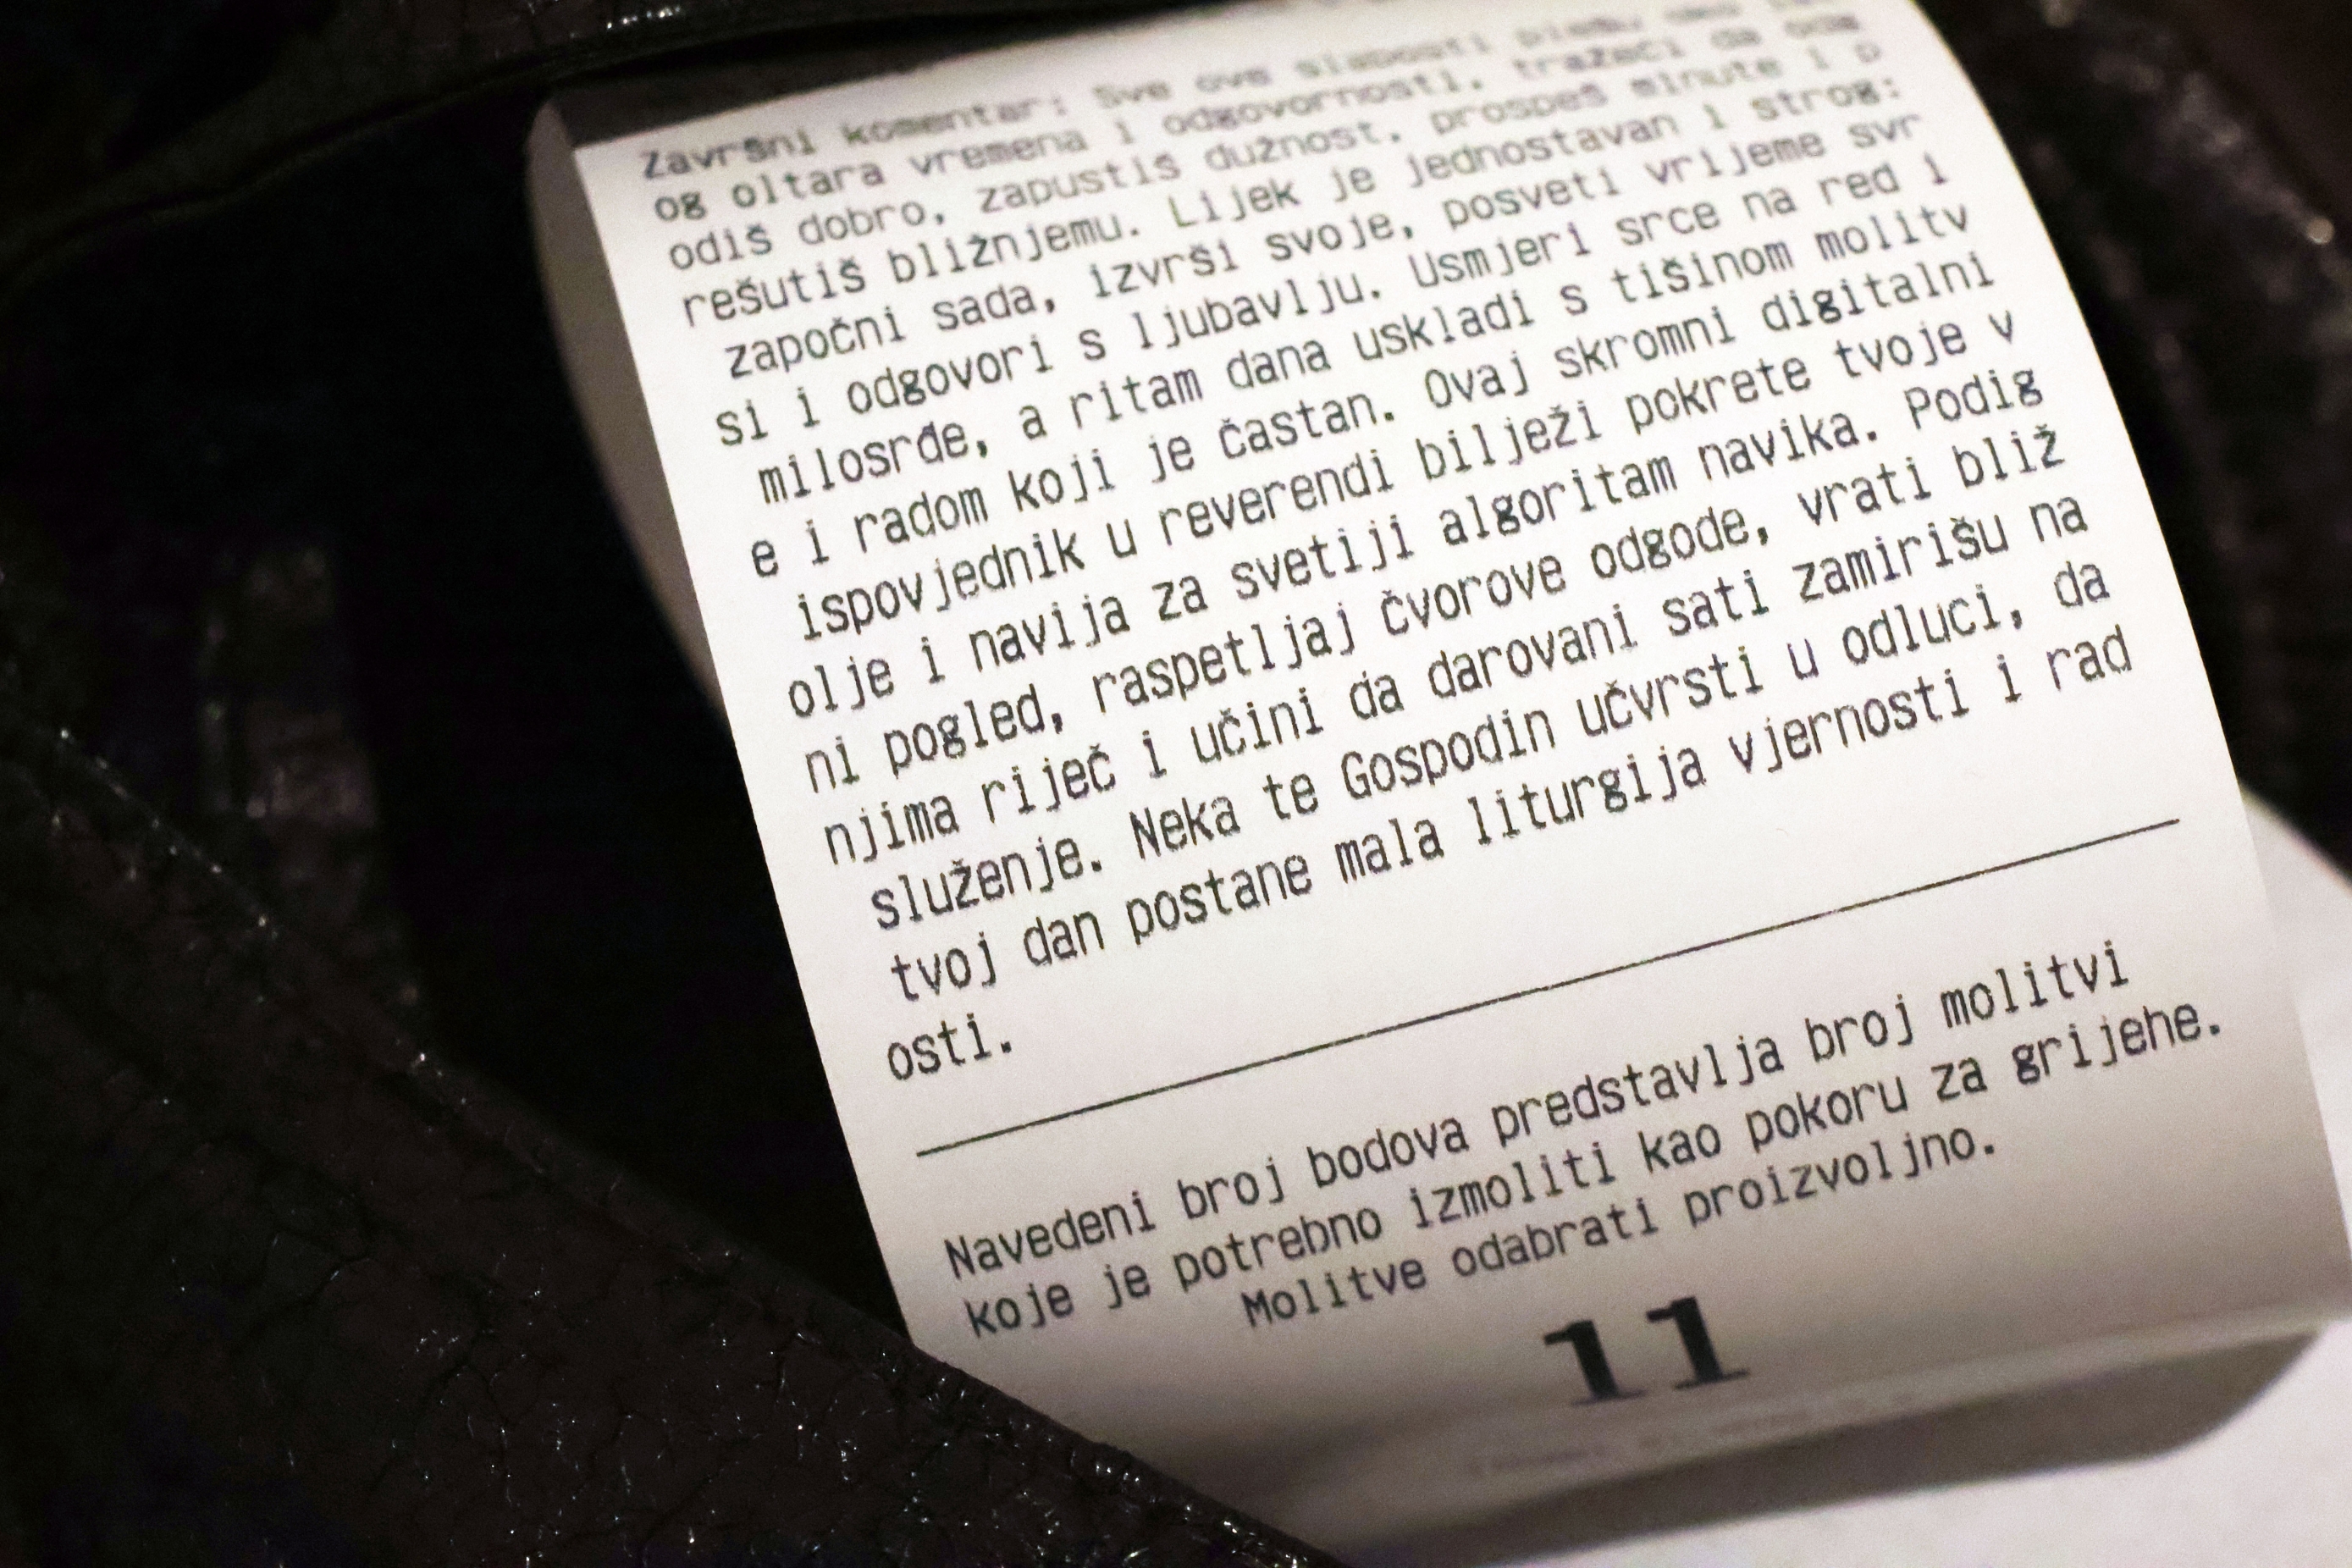 Završni komentar: Sve ove slabosti plešu oko
og oltara vremena i odgovornosti, tražeći da
odiš dobro, zapustiš dužnost, prospeš minute i p
rešutiš bližnjemu. Lijek je jednostavan i strog:
započni sada, izvrši svoje, posveti vrijeme svr
si i odgovori s ljubavlju. Usmjeri srce na red i
milosrđe, a ritam dana uskladi s tišinom molitv
e i radom koji je častan. Ovaj skromni digitalni
ispovjednik u reverendi bilježi pokrete tvoje v
olje i navija za svetiji algoritam navika. Podig
ni pogled, raspetljaj čvorove odgode, vrati bliž
njima riječ i učini da darovani sati zamirišu na
služenje. Neka te Gospodin učvrsti u odluci, da
tvoj dan postane mala liturgija vjernosti i rad
osti.
Navedeni broj bodova predstavlja broj molitvi
koje je potrebno izmoliti kao pokoru za grijehe.
Molitve odabrati proizvoljno.
11